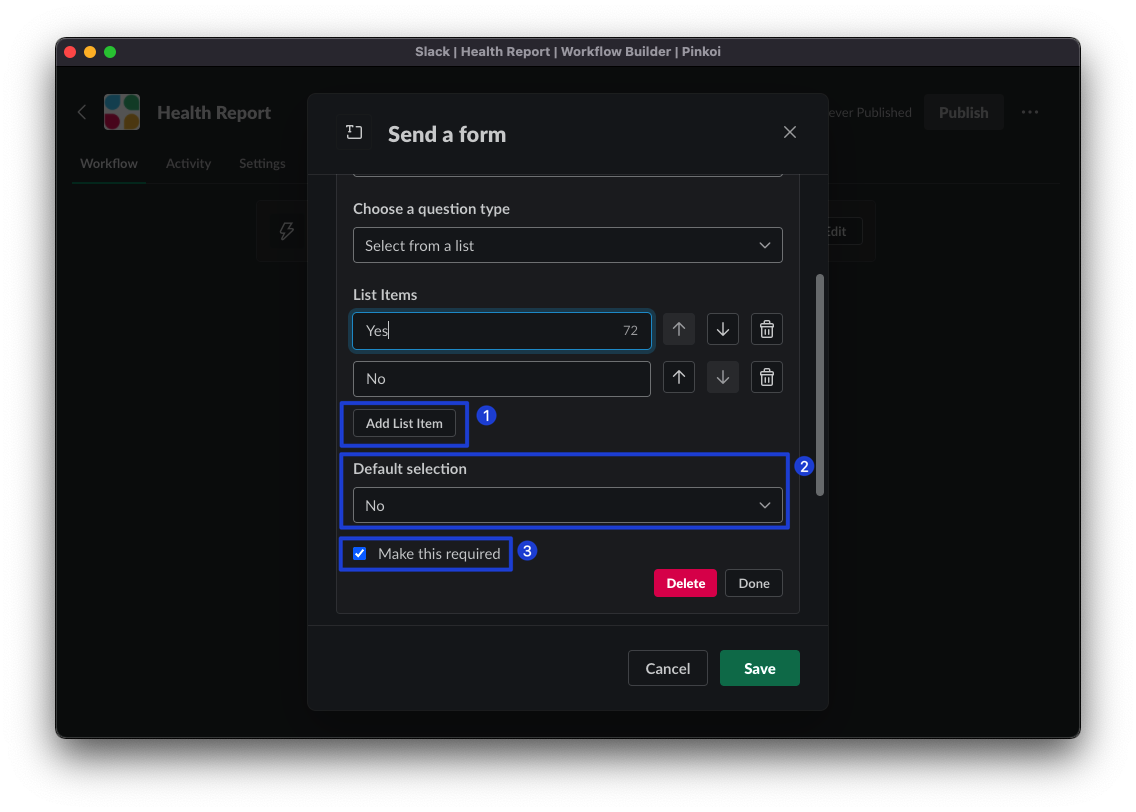 Slack | Health Report | Workflow Builder | Pinkoi
Health Report
ever Published
Publish
Workflow
Activity
Settings
Edit
Send a form
Choose a question type
Select from a list
List Items
Yes
72
No
Add List Item
1
Default selection
2
No
Make this required
3
Delete
Done
Cancel
Save